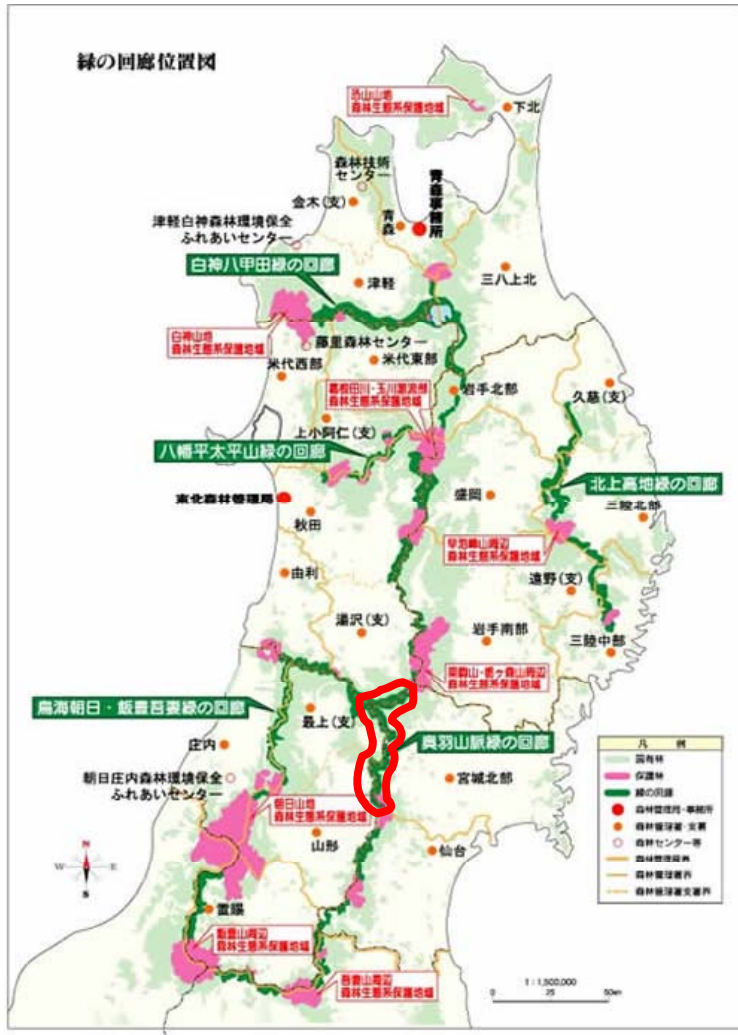 緑の回廊位置図
恐山山地
森林生態系保護地域
下北
森林技術
センター
金木(支)
青森
青森事務所
津軽白神森林環境保全
ふれあいセンター
白神八甲田緑の回廊
津軽
三八上北
白神山地
森林生態系保護地域
藤里森林センター
米代西部
米代東部
葛根田川・玉川源流部
森林生態系保護地域
岩手北部
久慈(支)
上小阿仁(支)
八幡平太平山緑の回廊
北上高地緑の回廊
東北森林管理局
盛岡
三陸北部
秋田
早池峰山周辺
森林生態系保護地域
由利
遠野(支)
湯沢(支)
岩手南部
三陸中部
栗駒山・栃ヶ森山周辺
森林生態系保護地域
鳥海朝日・飯豊吾妻緑の回廊
最上(支)
奥羽山脈緑の回廊
庄内
朝日庄内森林環境保全
ふれあいセンター
宮城北部
朝日山地
森林生態系保護地域
山形
仙台
置賜
飯豊山周辺
森林生態系保護地域
吾妻山周辺
森林生態系保護地域
N
W
E
S
凡例
国有林
保護林
緑の回廊
森林管理局・事務所
森林管理署・支署
森林センター等
森林管理局界
森林管理署界
森林管理署支署界
1:1,500,000
0 25 50km